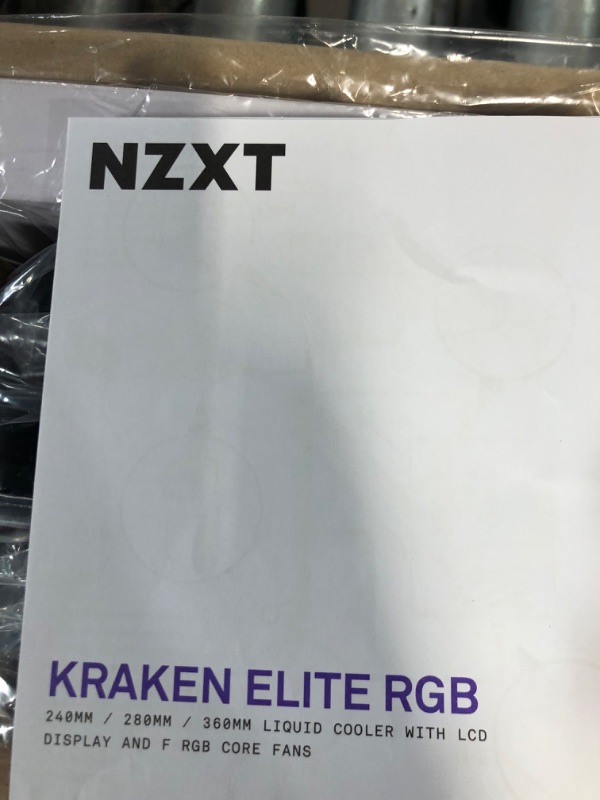 NZXT
KRAKEN ELITE RGB
240MM / 280MM / 360MM LIQUID COOLER WITH LCD
DISPLAY AND F RGB CORE FANS